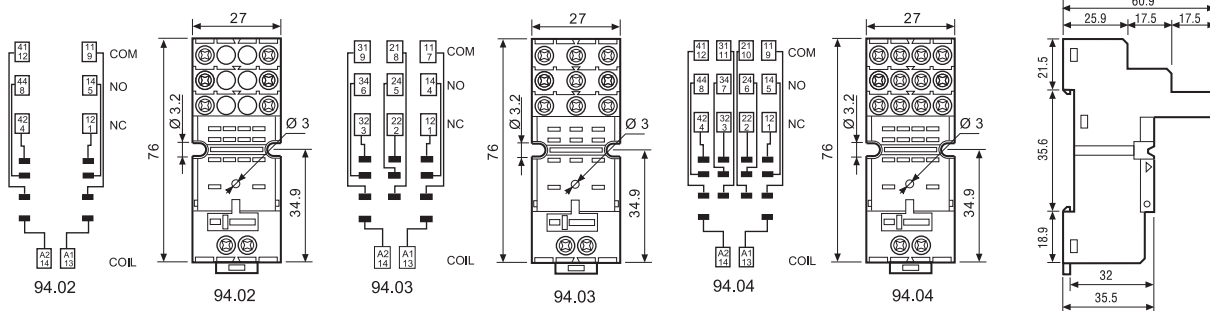 41 12
11 9
COM
44 8
14 5
NO
42 4
12 1
NC
A2 14
A1 13
COIL
94.02
27
76
Ø 3.2
Ø 3
34.9
94.02
31 9
21 8
11 7
COM
34 6
24 5
14 4
NO
32 3
22 2
12 1
NC
A2 14
A1 13
COIL
94.03
27
76
Ø 3.2
Ø 3
34.9
94.03
41 12
31 11
21 10
11 9
COM
44 8
34 7
24 6
14 5
NO
42 4
32 3
22 2
12 1
NC
A2 14
A1 13
COIL
94.04
27
76
Ø 3.2
Ø 3
34.9
94.04
60.9
25.9
17.5
17.5
21.5
35.6
18.9
32
35.5